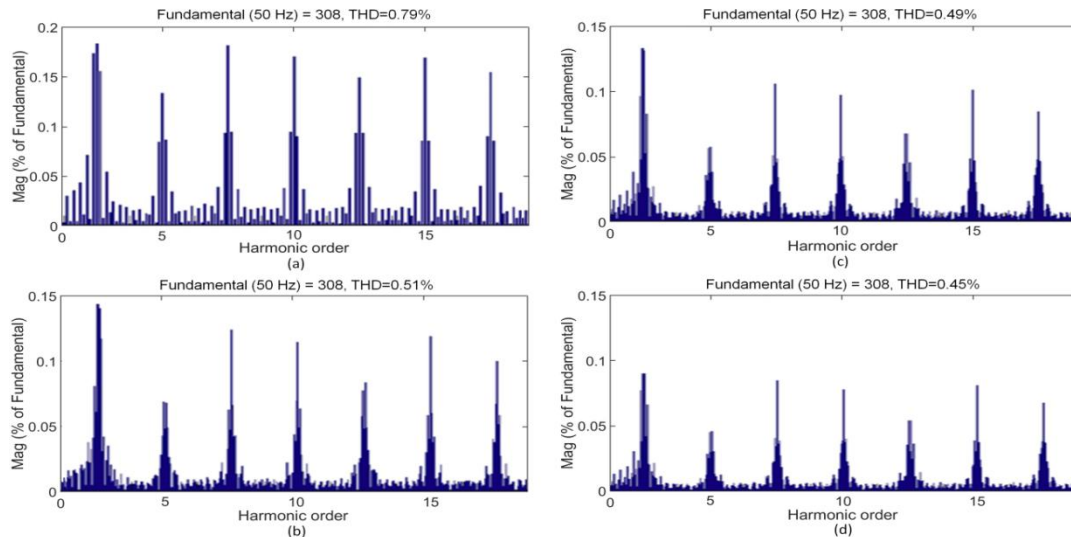 Fundamental (50 Hz) = 308, THD=0.79%
Mag (% of Fundamental)
0.2
0.15
0.1
0.05
0
0 5 10 15
Harmonic order
(a)
Fundamental (50 Hz) = 308, THD=0.51%
Mag (% of Fundamental)
0.15
0.1
0.05
0
0 5 10 15
Harmonic order
(b)
Fundamental (50 Hz) = 308, THD=0.49%
Mag (% of Fundamental)
0.15
0.1
0.05
0
0 5 10 15
Harmonic order
(c)
Fundamental (50 Hz) = 308, THD=0.45%
Mag (% of Fundamental)
0.15
0.1
0.05
0
0 5 10 15
Harmonic order
(d)